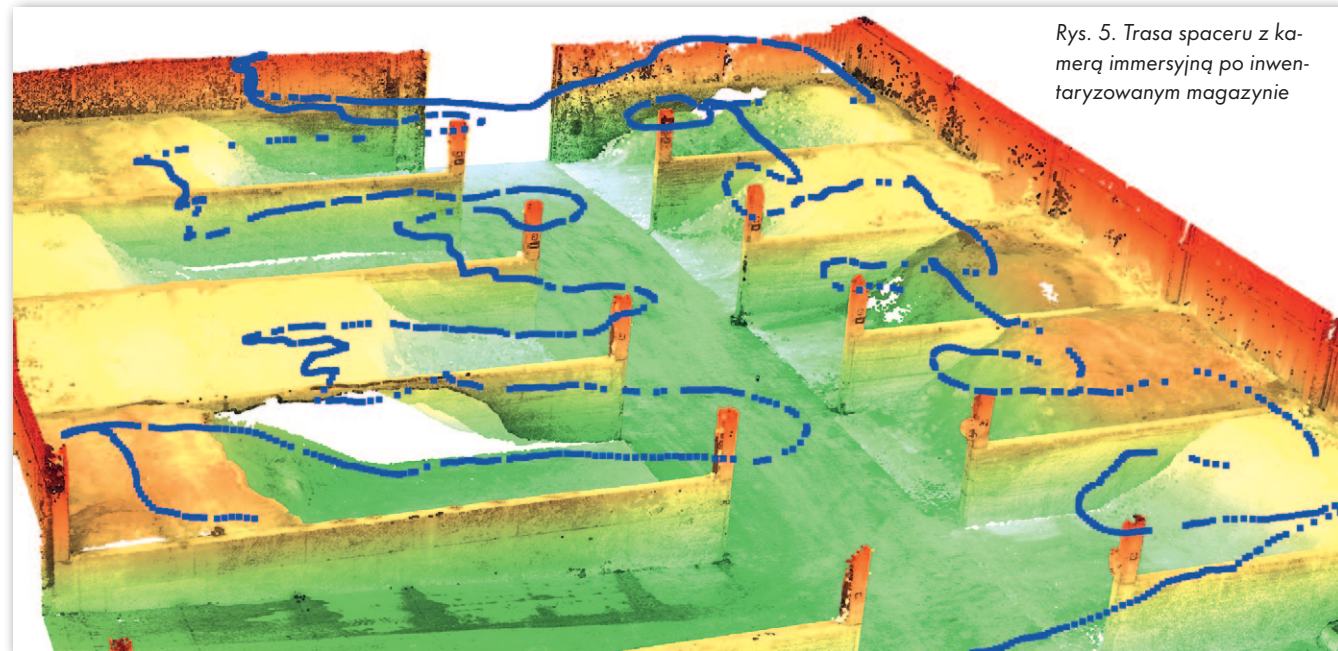 Rys. 5. Trasa spaceru z ka-
merą immersyjną po inwen-
taryzowanym magazynie